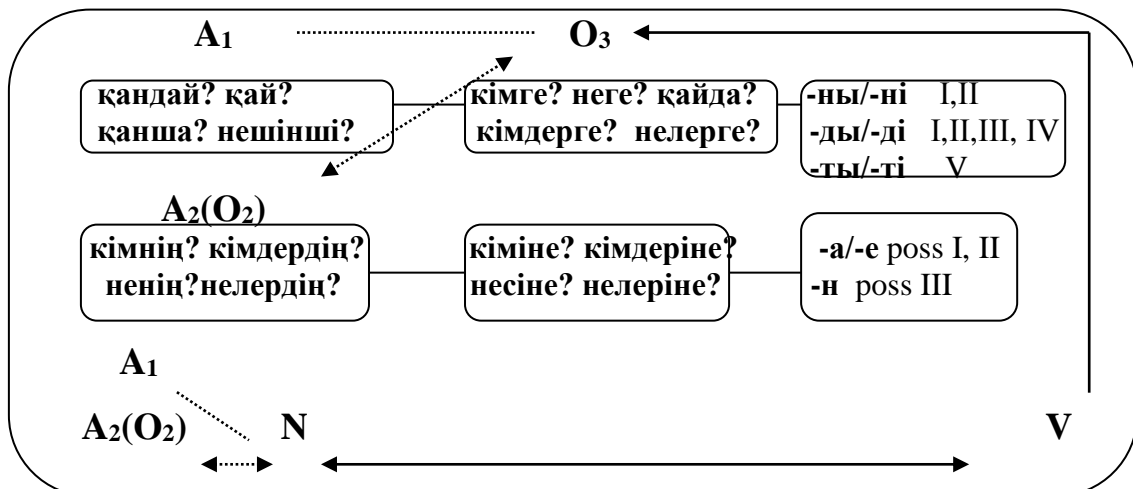 A₁ O₃
қандай? қай?
қанша? нешінші?
кімге? неге? қайда?
кімдерге? нелерге?
-ны/-ні I,II
-ды/-ді I,II,III, IV
-ты/-ті V
A₂(O₂)
кімнің? кімдердің?
ненің?нелердің?
кіміне? кімдеріне?
несіне? нелеріне?
-а/-е poss I, II
-н poss III
A₁
A₂(O₂) N V